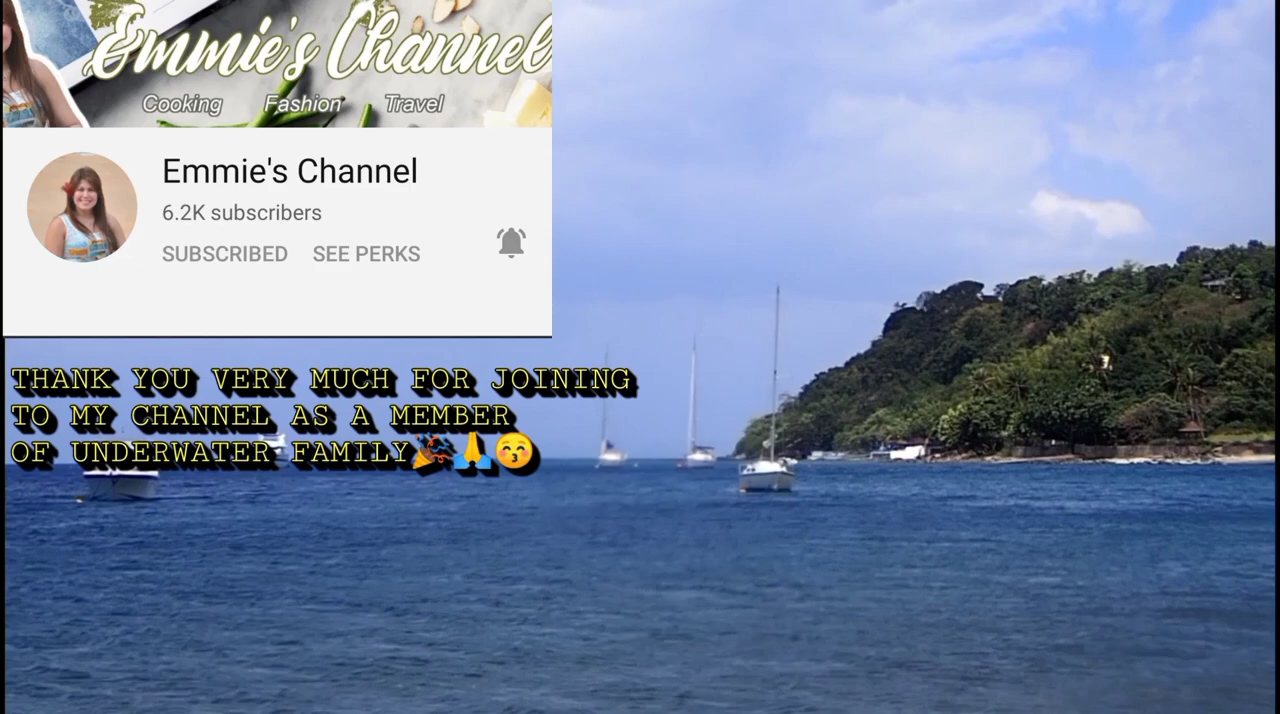 Emmie's Channel
Cooking Fashion Travel
Emmie's Channel
6.2K subscribers
SUBSCRIBED SEE PERKS
THANK YOU VERY MUCH FOR JOINING
TO MY CHANNEL AS A MEMBER
OF UNDERWATER FAMILY🎉🙏😚